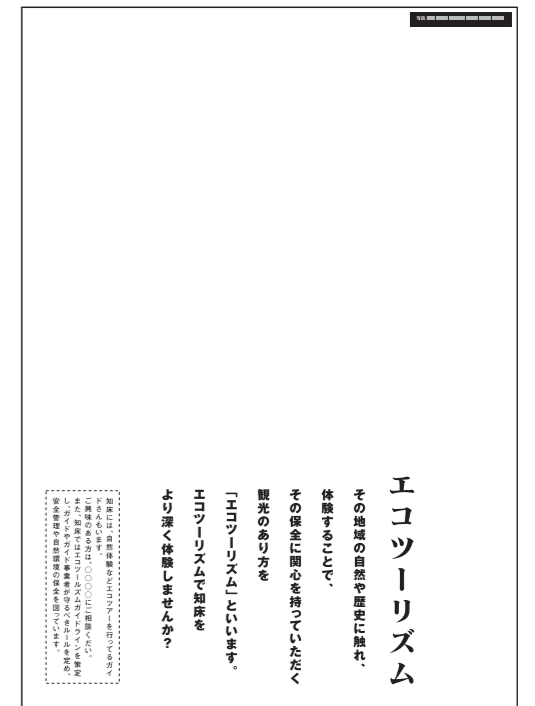 写真
エコツーリズム
その地域の自然や歴史に触れ、
体験することで、
その保全に関心を持っていただく
観光のあり方を
「エコツーリズム」といいます。
エコツーリズムで知床を
より深く体験しませんか？
知床には、自然体験などエコツアーを行ってるガイ
ドさんもいます。
ご興味のある方は、〇〇〇〇にご相談くだい。
また、知床ではエコツールズムガイドラインを策定
し、ガイドやガイド事業者が守るべきルールを定め、
安全管理や自然環境の保全を図っています。